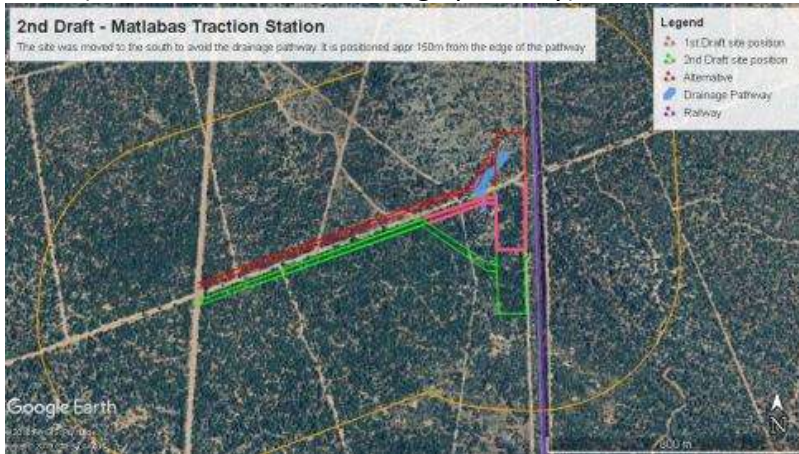 2nd Draft - Matlabas Traction Station
The site was moved to the south to avoid the drainage pathway. It is positioned appr 150m from the edge of the pathway
Legend
1st Draft site position
2nd Draft site position
Alternative
Drainage Pathway
Railway
Google Earth
N
800 m